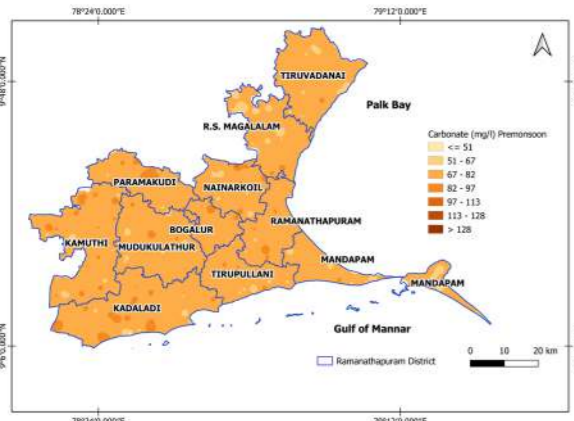 78°24'0.000"E 79°12'0.000"E
TIRUVADANAI
Palk Bay
R.S. MAGALALAM
Carbonate (mg/l) Premonsoon
<= 51
51 - 67
67 - 82
82 - 97
97 - 113
113 - 128
> 128
PARAMAKUDI
NAINARKOIL
BOGALUR
RAMANATHAPURAM
KAMUTHI
MUDUKULATHUR
MANDAPAM
TIRUPULLANI
MANDAPAM
KADALADI
Gulf of Mannar
Ramanathapuram District
0 10 20 km